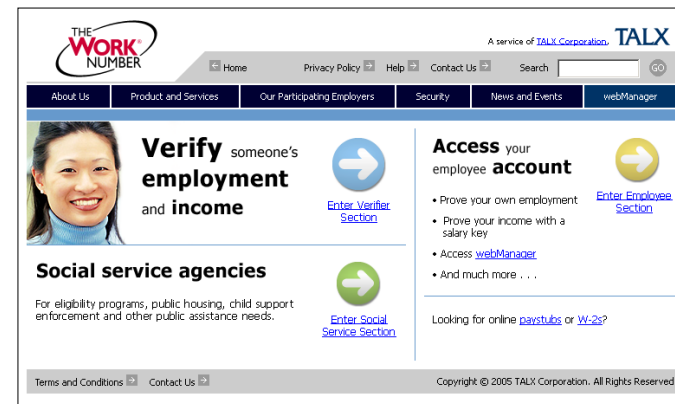 THE
WORK
NUMBER
A service of TALX Corporation. TALX
Home Privacy Policy Help Contact Us Search GO
About Us Product and Services Our Participating Employers Security News and Events webManager
Verify someone's
employment
and income
Enter Verifier
Section
Access your
employee account
• Prove your own employment
• Prove your income with a
salary key
• Access webManager
• And much more . . .
Enter Employee
Section
Social service agencies
For eligibility programs, public housing, child support
enforcement and other public assistance needs.
Enter Social
Service Section
Looking for online paystubs or W-2s?
Terms and Conditions Contact Us Copyright © 2005 TALX Corporation. All Rights Reserved